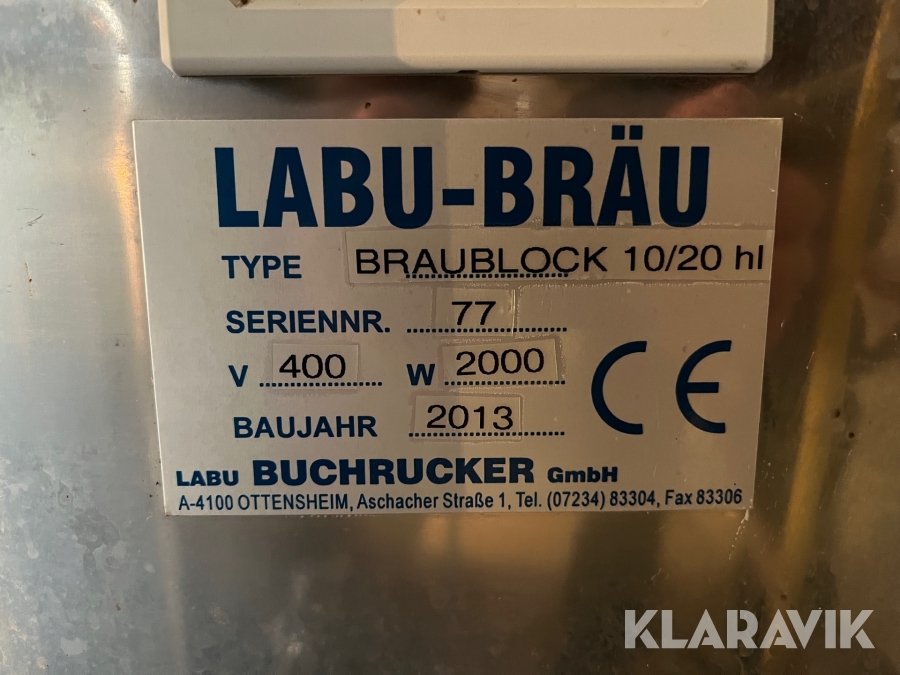 LABU-BRÄU
TYPE BRAUBLOCK 10/20 hl
SERIENNR. 77
V 400 W 2000
BAUJAHR 2013
CE
LABU BUCHRUCKER GmbH
A-4100 OTTENSHEIM, Aschacher Straße 1, Tel. (07234) 83304, Fax 83306
KLARAVIK